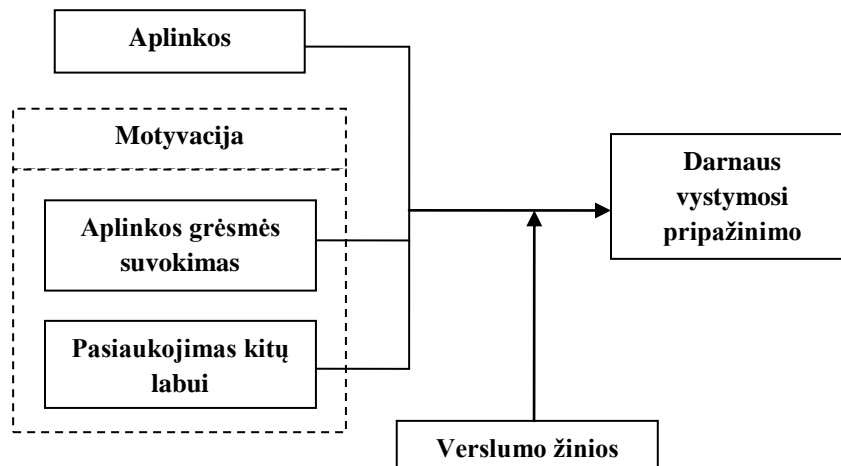 Aplinkos
Motyvacija
Aplinkos grėsmės
suvokimas
Pasiaukojimas kitų
labui
Darnaus
vystymosi
pripažinimo
Verslumo žinios